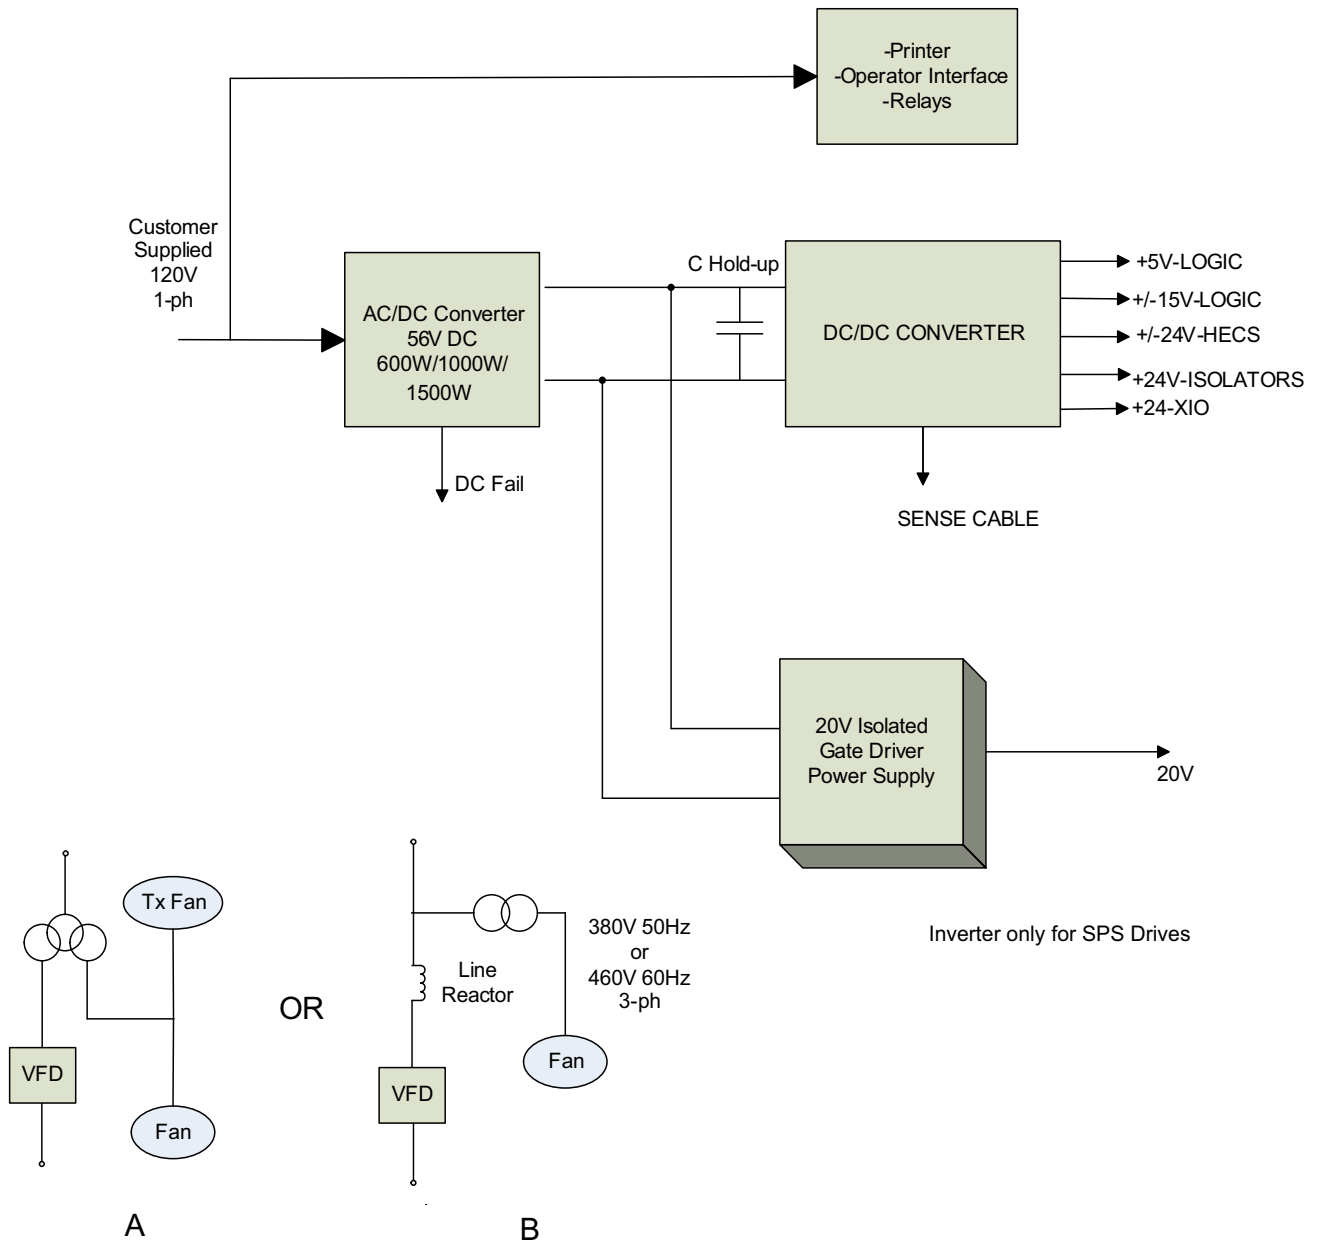 -Printer
-Operator Interface
-Relays
Customer
Supplied
120V
1-ph
AC/DC Converter
56V DC
600W/1000W/
1500W
DC Fail
C Hold-up
DC/DC CONVERTER
+5V-LOGIC
+/-15V-LOGIC
+/-24V-HECS
+24V-ISOLATORS
+24-XIO
SENSE CABLE
20V Isolated
Gate Driver
Power Supply
20V
Inverter only for SPS Drives
Tx Fan
VFD
Fan
A
OR
Line
Reactor
380V 50Hz
or
460V 60Hz
3-ph
Fan
VFD
B